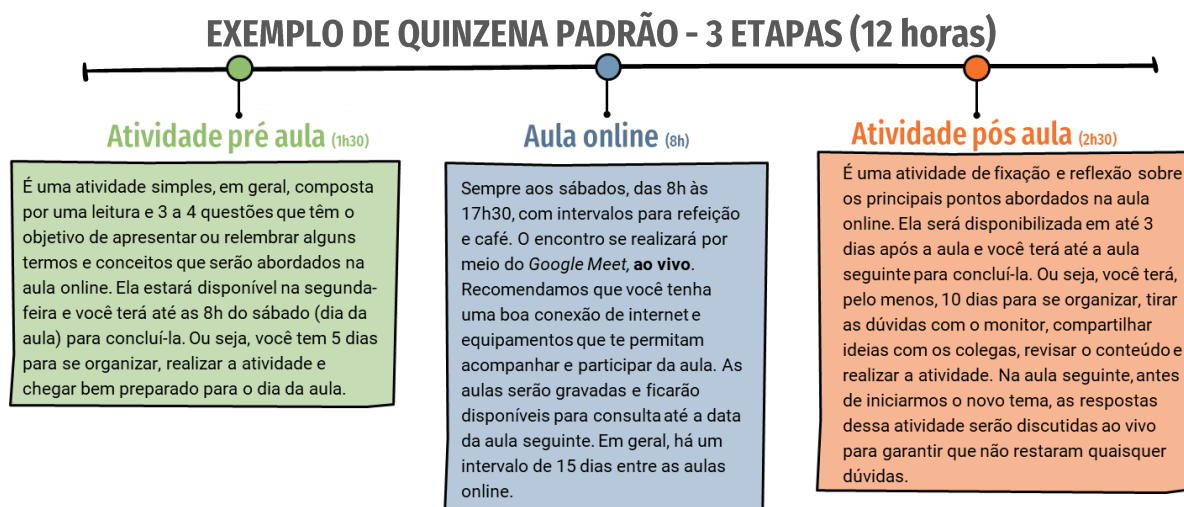 EXEMPLO DE QUINZENA PADRÃO - 3 ETAPAS (12 horas)
Atividade pré aula (1h30)
É uma atividade simples, em geral, composta
por uma leitura e 3 a 4 questões que têm o
objetivo de apresentar ou relembrar alguns
termos e conceitos que serão abordados na
aula online. Ela estará disponível na segunda-
feira e você terá até as 8h do sábado (dia da
aula) para concluí-la. Ou seja, você tem 5 dias
para se organizar, realizar a atividade e
chegar bem preparado para o dia da aula.
Aula online (8h)
Sempre aos sábados, das 8h às
17h30, com intervalos para refeição
e café. O encontro se realizará por
meio do Google Meet, ao vivo.
Recomendamos que você tenha
uma boa conexão de internet e
equipamentos que te permitam
acompanhar e participar da aula. As
aulas serão gravadas e ficarão
disponíveis para consulta até a data
da aula seguinte. Em geral, há um
intervalo de 15 dias entre as aulas
online.
Atividade pós aula (2h30)
É uma atividade de fixação e reflexão sobre
os principais pontos abordados na aula
online. Ela será disponibilizada em até 3
dias após a aula e você terá até a aula
seguinte para concluí-la. Ou seja, você terá,
pelo menos, 10 dias para se organizar, tirar
as dúvidas com o monitor, compartilhar
ideias com os colegas, revisar o conteúdo e
realizar a atividade. Na aula seguinte, antes
de iniciarmos o novo tema, as respostas
dessa atividade serão discutidas ao vivo
para garantir que não restaram quaisquer
dúvidas.